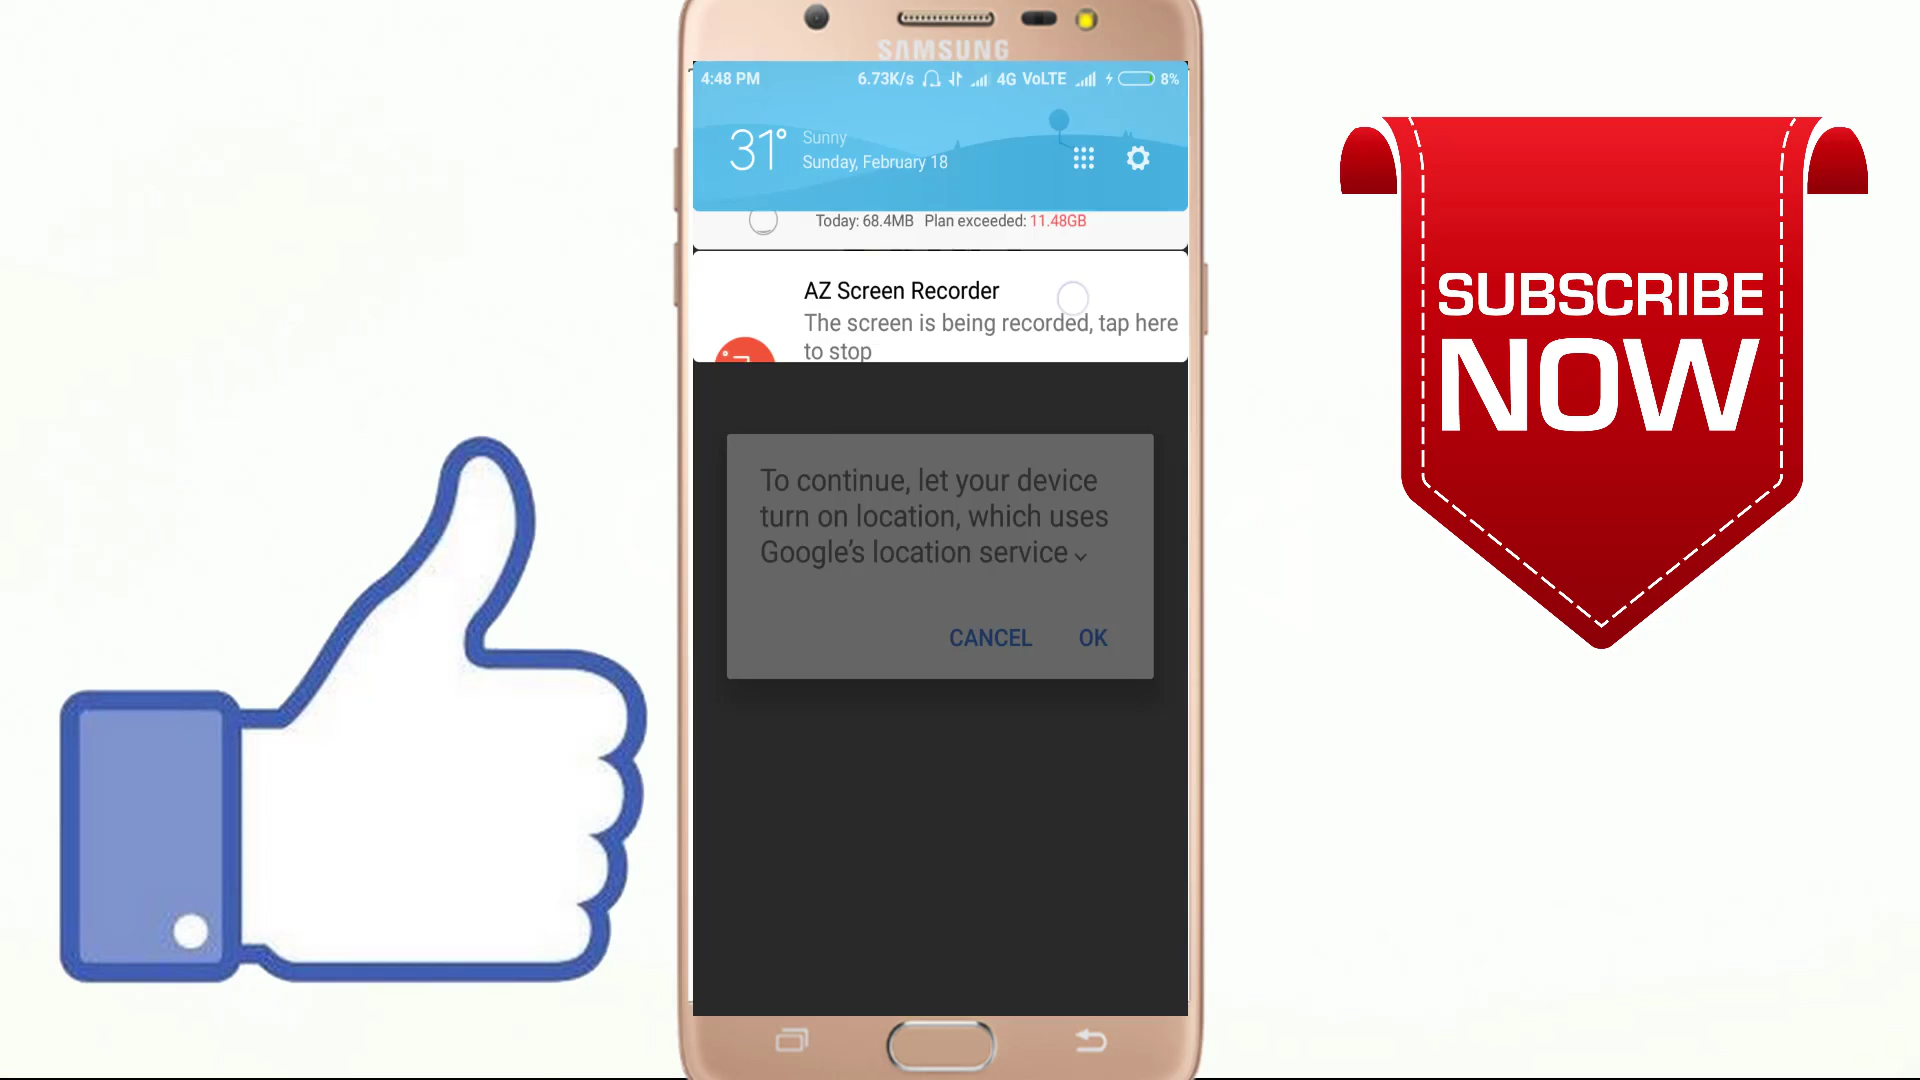 SAMSUNG
4:48 PM 6.73K/s 4G VoLTE 8%
31° Sunny
Sunday, February 18
Today: 68.4MB Plan exceeded: 11.48GB
AZ Screen Recorder
The screen is being recorded, tap here
to stop
To continue, let your device
turn on location, which uses
Google’s location service
CANCEL OK
SUBSCRIBE
NOW